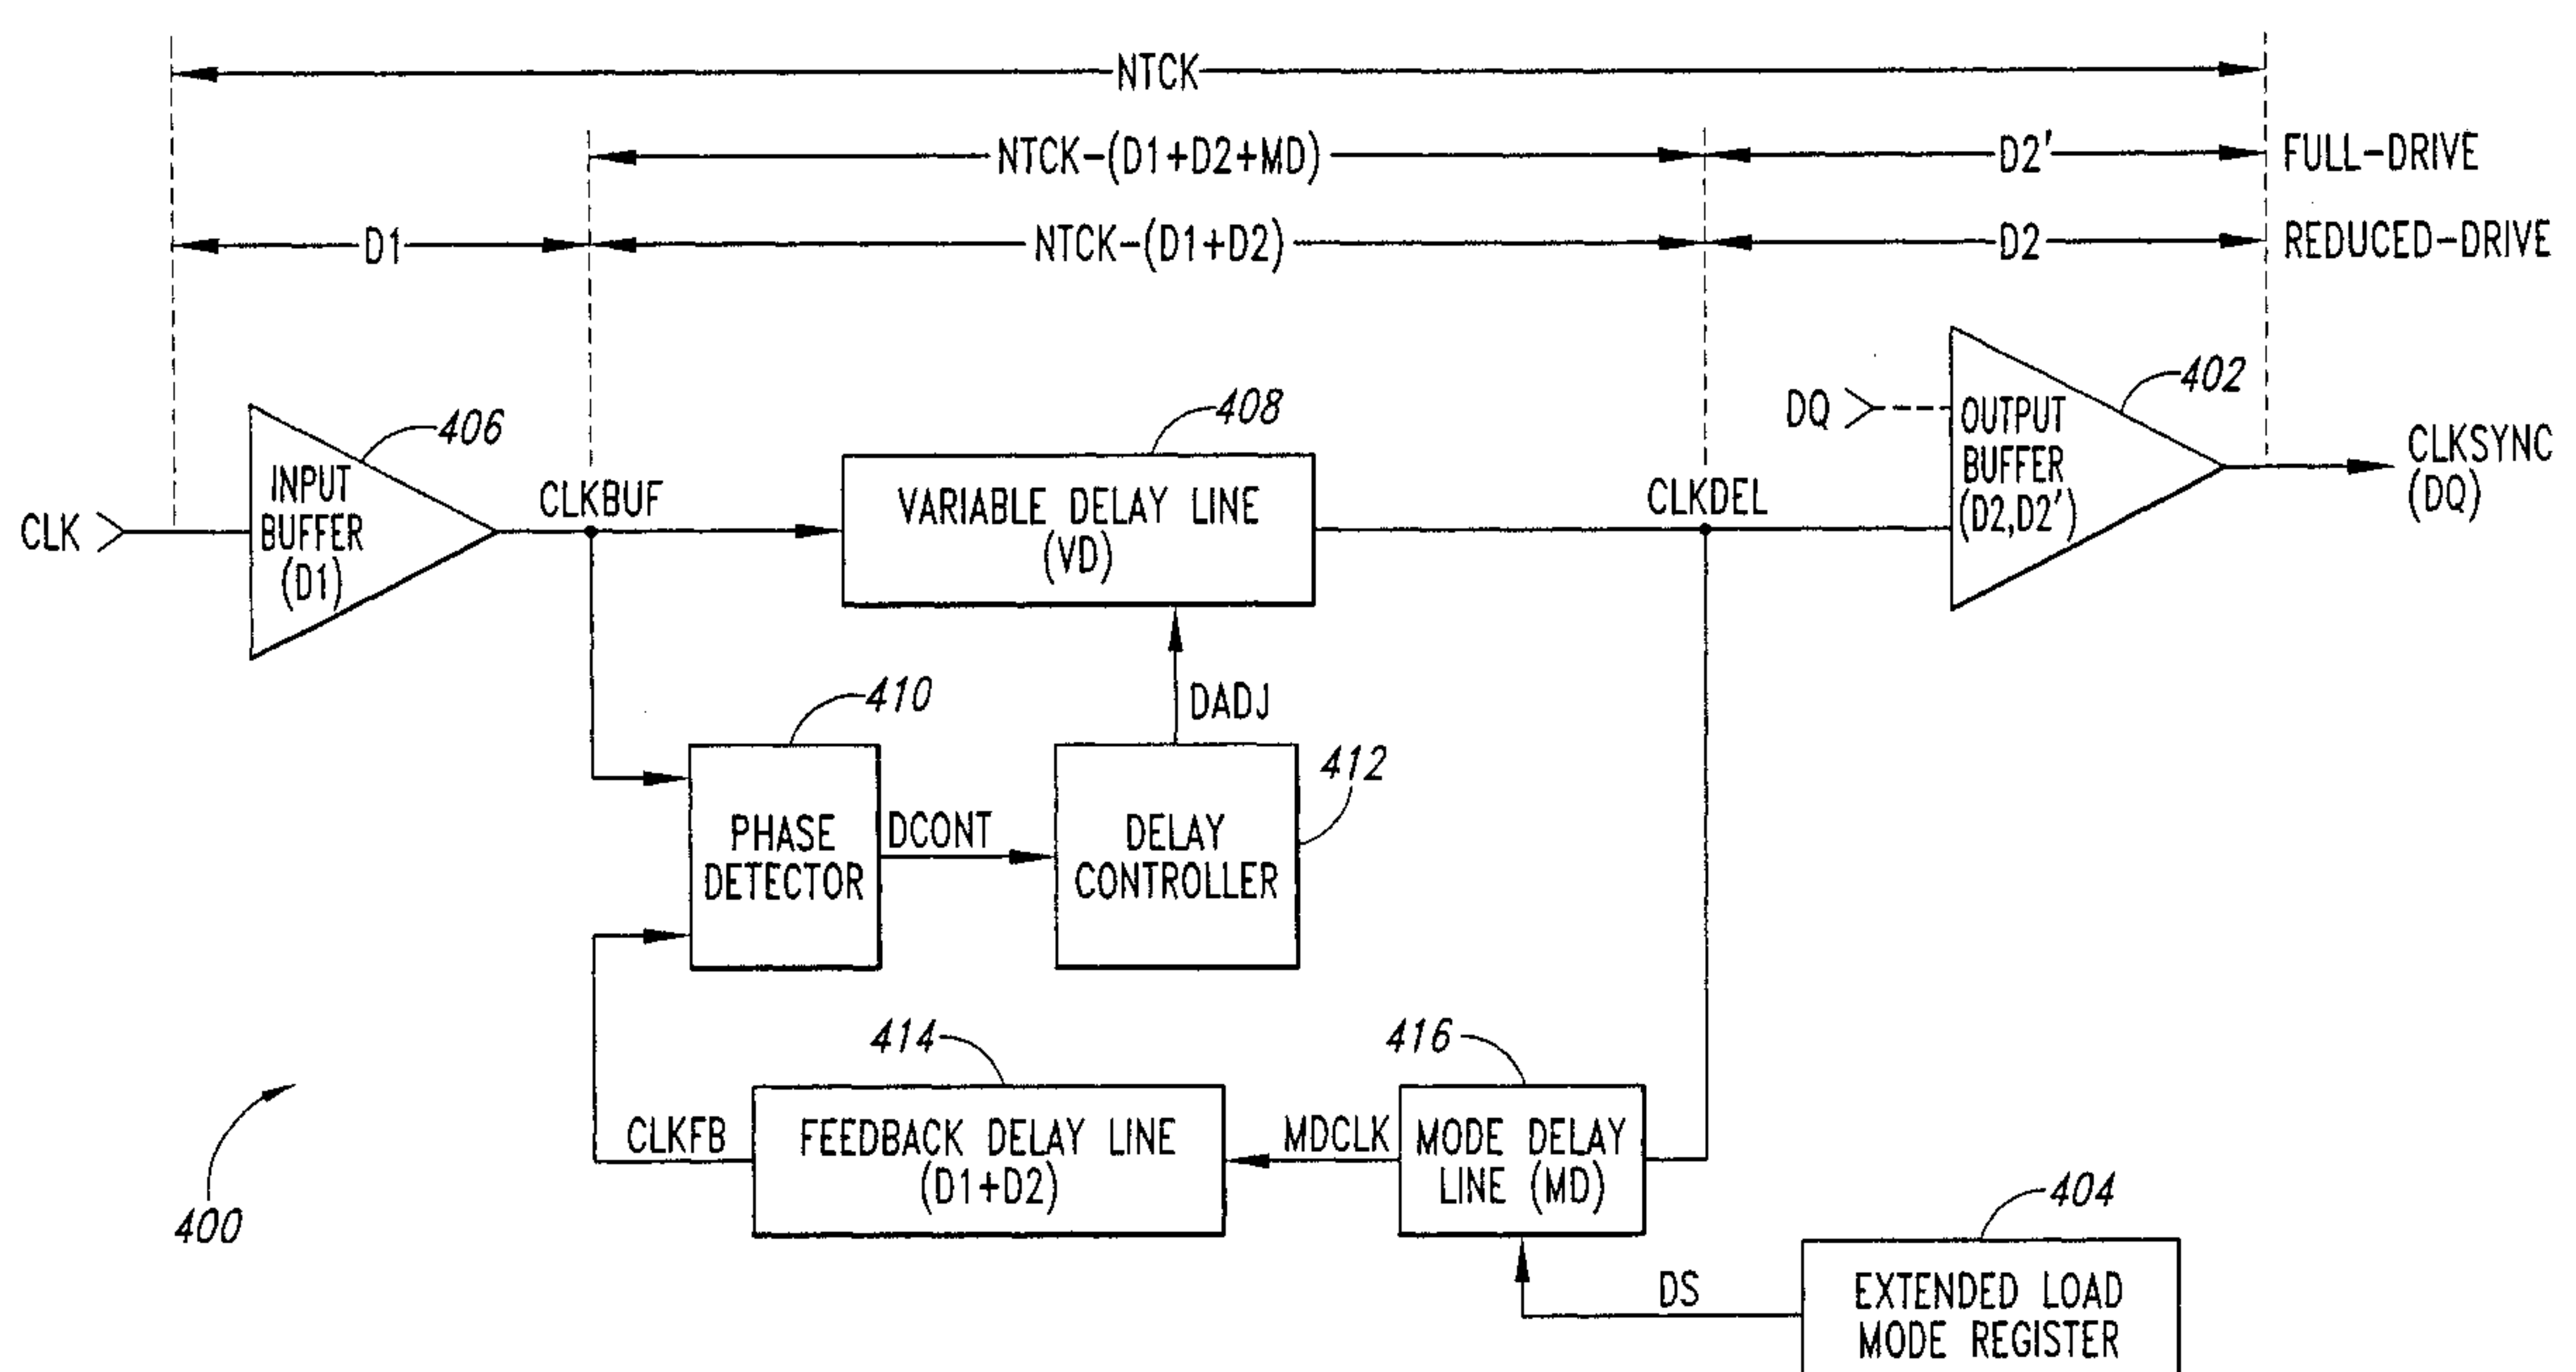 NTCK
NTCK-(D1+D2+MD)
D2'
FULL-DRIVE
D1
NTCK-(D1+D2)
D2
REDUCED-DRIVE
402
408
406
DQ
OUTPUT
BUFFER
(D2,D2')
CLKSYNC
(DQ)
INPUT
BUFFER
(D1)
CLKBUF
VARIABLE DELAY LINE
(VD)
CLKDEL
CLK
410
DADJ
412
PHASE
DETECTOR
DCONT
DELAY
CONTROLLER
414
416
CLKFB
FEEDBACK DELAY LINE
(D1+D2)
MDCLK
MODE DELAY
LINE (MD)
400
404
DS
EXTENDED LOAD
MODE REGISTER